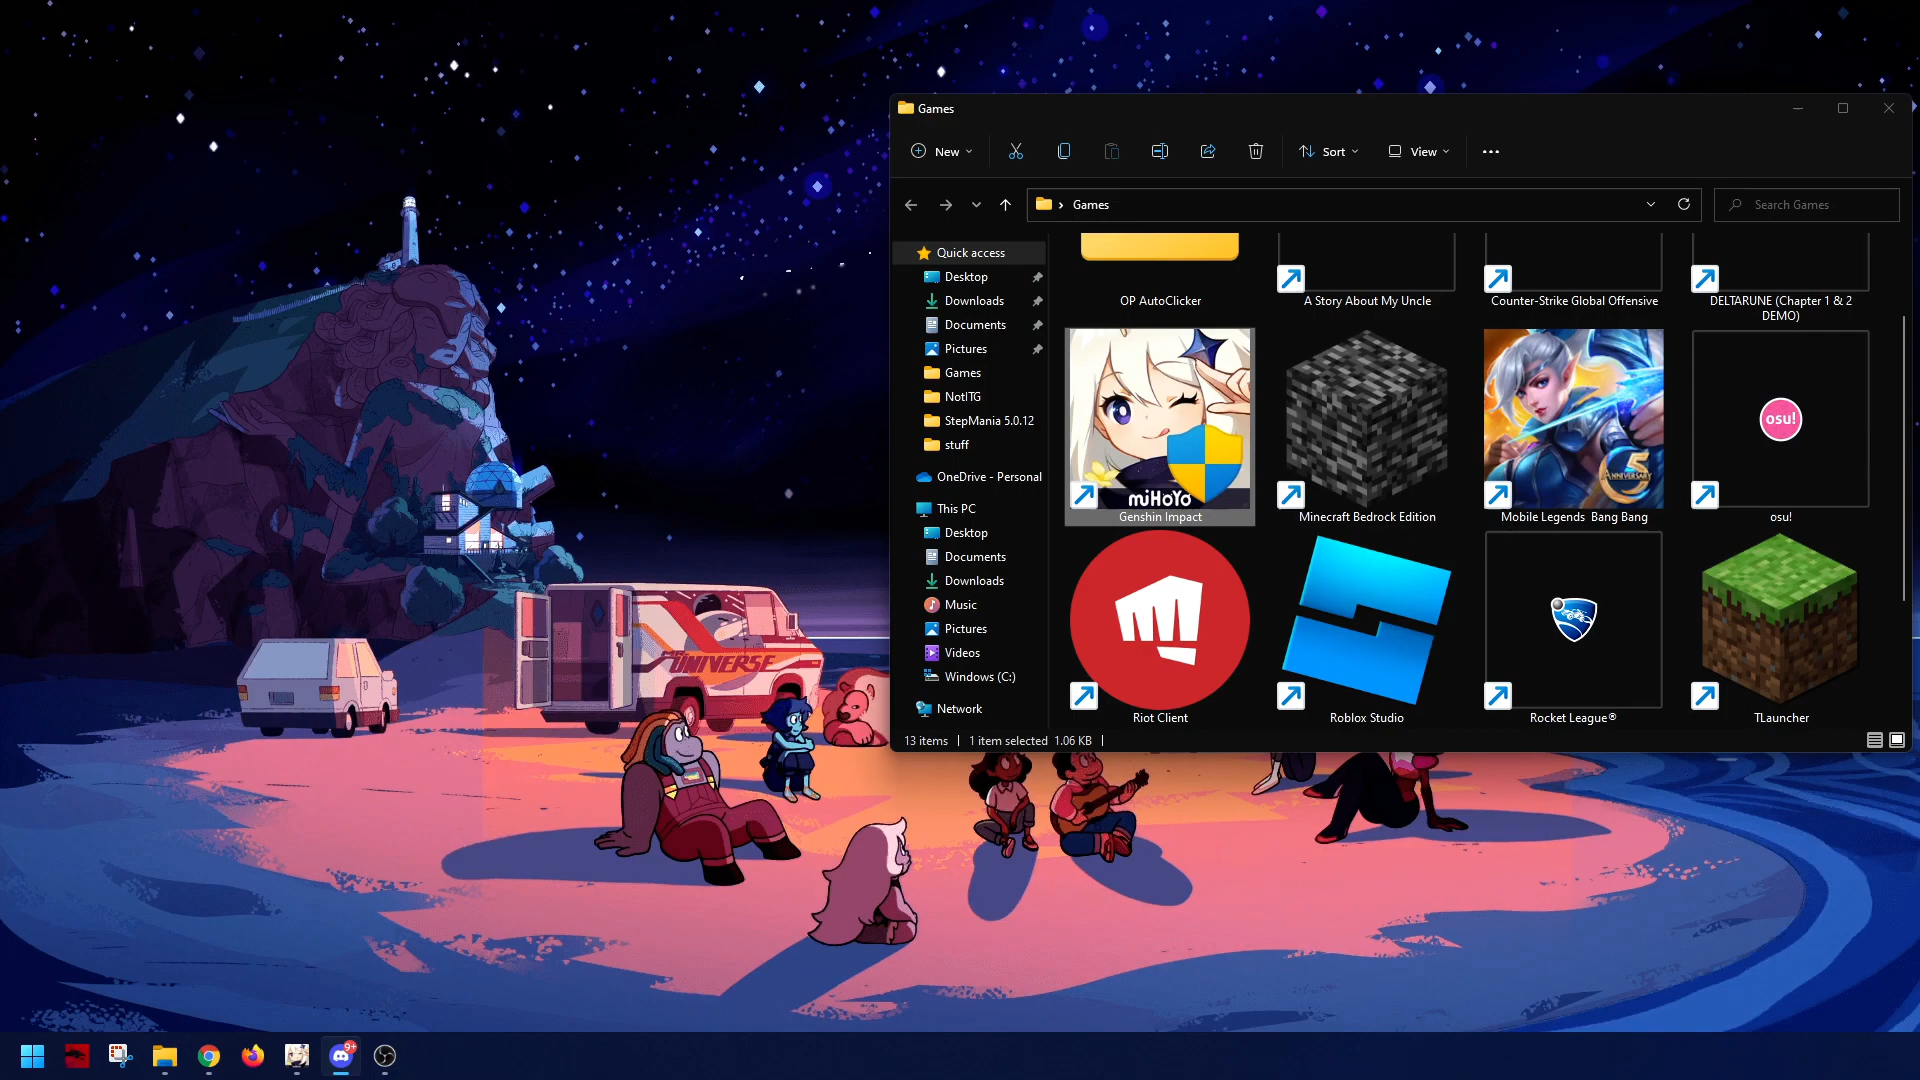 Games
New
Sort
View
Games
Search Games
Quick access
Desktop
Downloads
Documents
Pictures
Games
NotITG
StepMania 5.0.12
stuff
OneDrive - Personal
This PC
Desktop
Documents
Downloads
Music
Pictures
Videos
Windows (C:)
Network
OP AutoClicker
A Story About My Uncle
Counter-Strike Global Offensive
DELTARUNE (Chapter 1 & 2
DEMO)
miHoYo
5
ANNIVERSARY
osu!
Genshin Impact
Minecraft Bedrock Edition
Mobile Legends  Bang Bang
osu!
Riot Client
Roblox Studio
Rocket League®
TLauncher
13 items
1 item selected
1.06 KB
UNIVERSE
9+